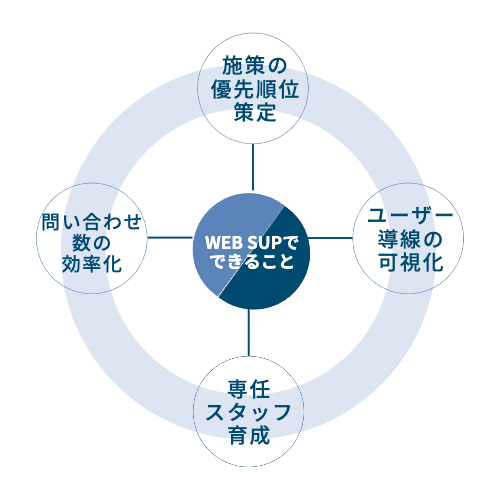 施策の
優先順位
策定
問い合わせ
数の
効率化
WEB SUPで
できること
ユーザー
導線の
可視化
専任
スタッフ
育成